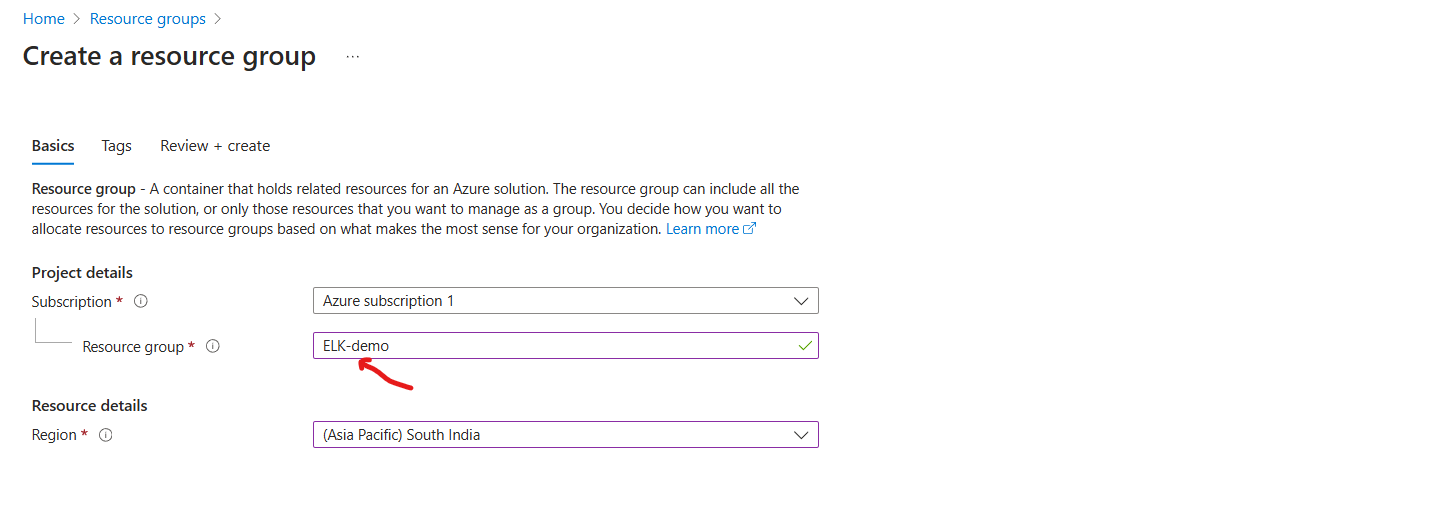 Home > Resource groups >
Create a resource group ...
Basics Tags Review + create
Resource group - A container that holds related resources for an Azure solution. The resource group can include all the
resources for the solution, or only those resources that you want to manage as a group. You decide how you want to
allocate resources to resource groups based on what makes the most sense for your organization. Learn more
Project details
Subscription * Azure subscription 1
Resource group * ELK-demo
Resource details
Region * (Asia Pacific) South India